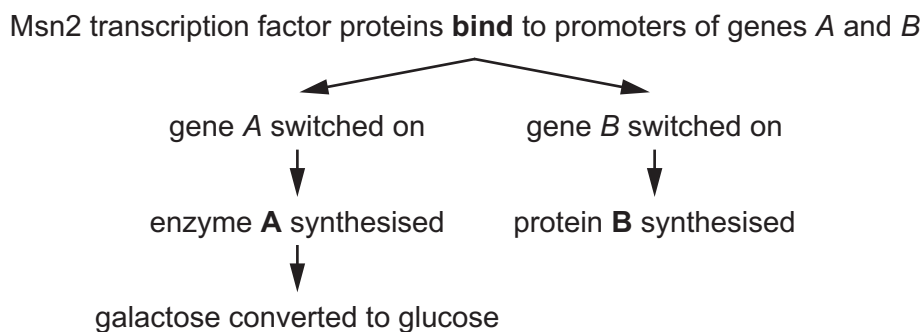 Msn2 transcription factor proteins bind to promoters of genes A and B
gene A switched on
gene B switched on
enzyme A synthesised
protein B synthesised
galactose converted to glucose